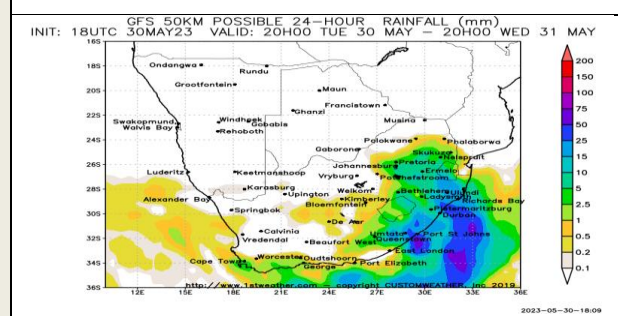 GFS 50KM POSSIBLE 24-HOUR RAINFALL (mm)
INIT: 18UTC 30MAY23 VALID: 20H00 TUE 30 MAY - 20H00 WED 31 MAY
16S
18S
20S
22S
24S
26S
28S
30S
32S
34S
36S
Ondangwa
Rundu
Grootfontein
Maun
Francistown
Ghanzi
Musina
Swakopmund
Windhoek
Gobabis
Walvis Bay
Rehoboth
Polokwane
Phalaborwa
Gaborone
Skukuza
Pretoria
Nelspruit
Johannesburg
Luderitz
Keetmanshoop
Vryburg
Potchefstroom
Ermelo
Karasburg
Upington
Welkom
Bethlehem
Ulundi
Alexander Bay
Kimberley
Ladysmith
Richards Bay
Springbok
Bloemfontein
Pietermaritzburg
De Aar
Durban
Calvinia
Umtata
Port St Johns
Vredendal
Beaufort West
Queenstown
East London
Cape Town
Worcester
Oudtshoorn
George
Port Elizabeth
http://www.1stweather.com - copyright CUSTOMWEATHER, Inc 2019
12E 15E 18E 21E 24E 27E 30E 33E 36E
200
150
100
75
50
25
15
10
5
2.5
1
0.5
0.2
0.1
2023-05-30-18:09